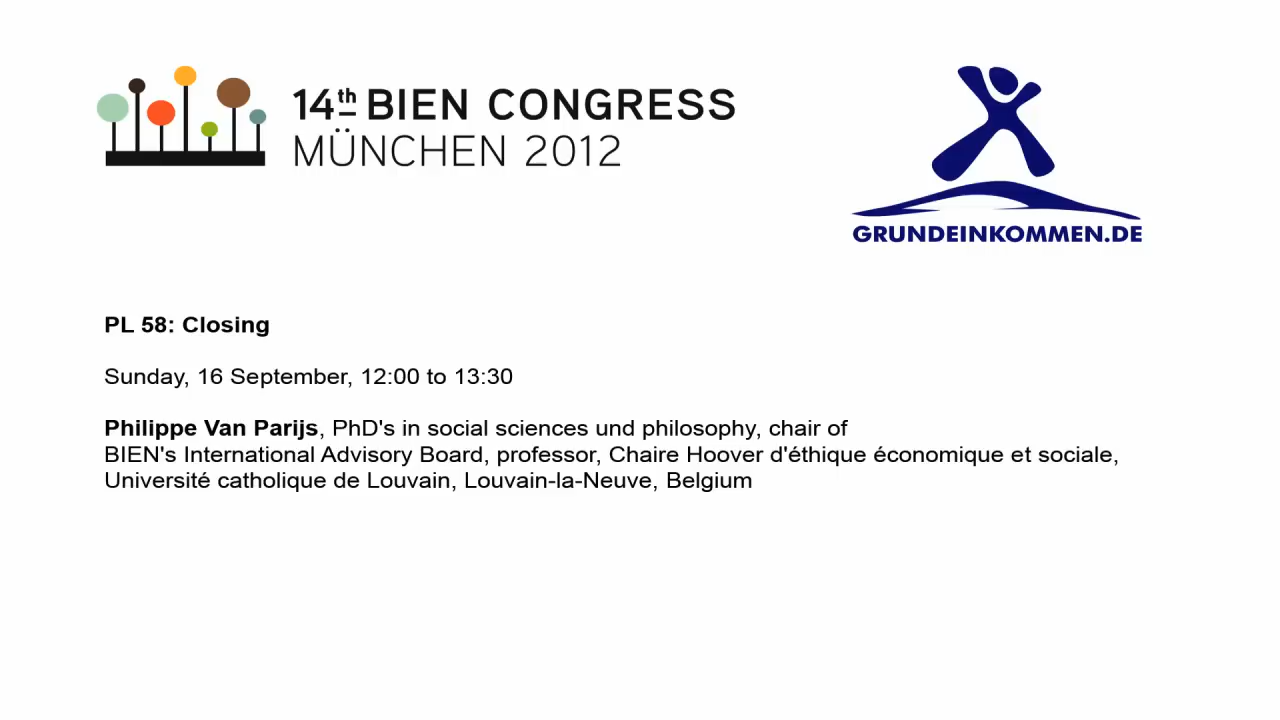 14th BIEN CONGRESS
MÜNCHEN 2012
GRUNDEINKOMMEN.DE
PL 58: Closing
Sunday, 16 September, 12:00 to 13:30
Philippe Van Parijs, PhD's in social sciences und philosophy, chair of
BIEN's International Advisory Board, professor, Chaire Hoover d'éthique économique et sociale,
Université catholique de Louvain, Louvain-la-Neuve, Belgium